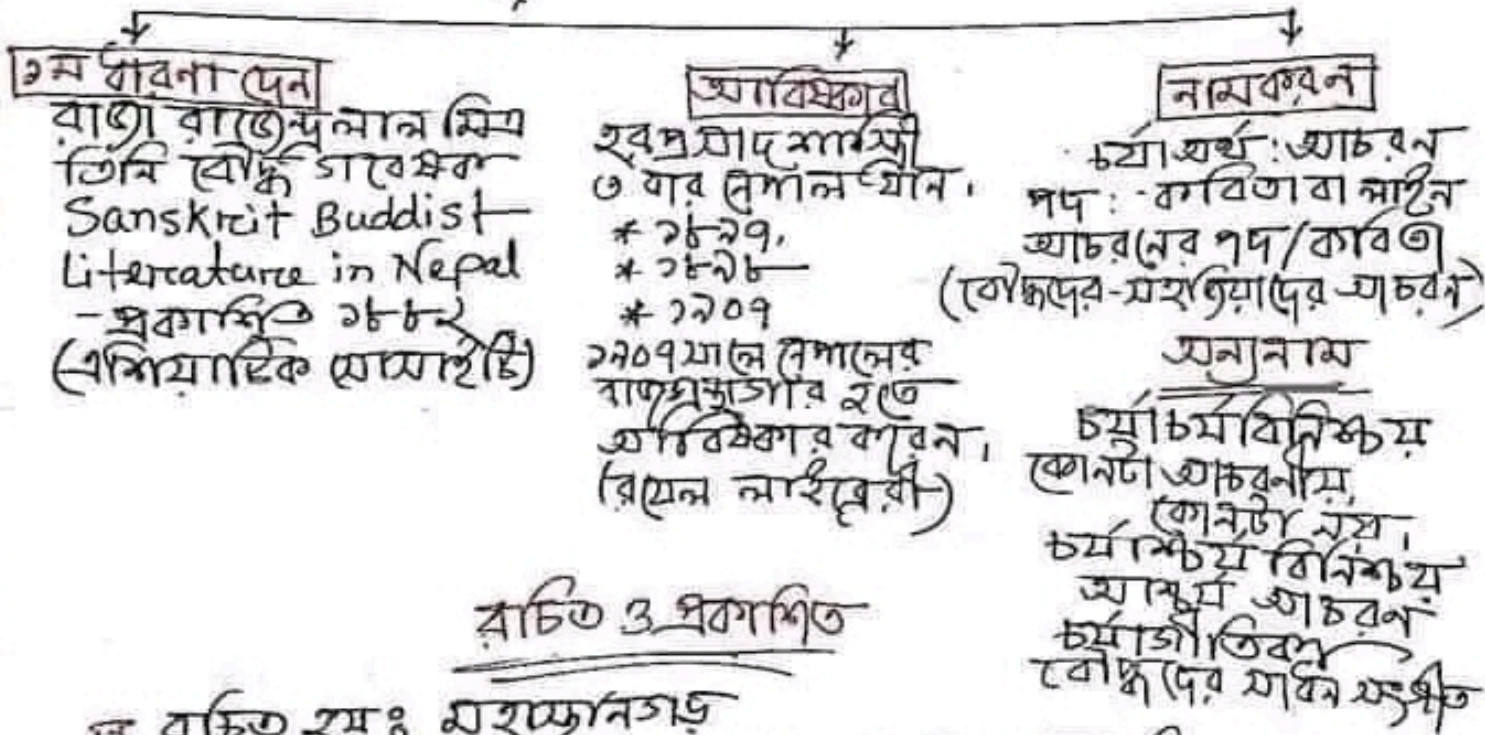 ১ম ধারনা দেন
রাজা রাজেন্দ্রলাল মিত্র
তিনি বৌদ্ধ গবেষক
Sanskrit Buddist
Literature in Nepal
- প্রকাশিত ১৮৮২
(এশিয়াটিক সোসাইটি)
আবিষ্কার
হরপ্রসাদ শাস্ত্রী
৩ বার নেপাল যান।
* ১৮৯৭,
* ১৮৯৮
* ১৯০৭
১৯০৭ সালে নেপালের
রাজগ্রন্থাগার হতে
আবিষ্কার করেন।
(রয়েল লাইব্রেরী)
নামকরন
চর্যা অর্থ : আচরন
পদ : কবিতা বা লাইন
আচরনের পদ/কবিতা
(বৌদ্ধদের-সহজিয়াদের আচরন)
অন্যনাম
চর্যাচর্যবিনিশ্চয়
কোনটা আচরনীয়,
কোনটা নয়।
চর্যাশ্চর্য বিনিশ্চয়
আশ্চর্য আচরন
চর্যাগীতিকা
বৌদ্ধদের সাধন সংগীত
রচিত ও প্রকাশিত
রচিত হয় : মহাস্থানগড়